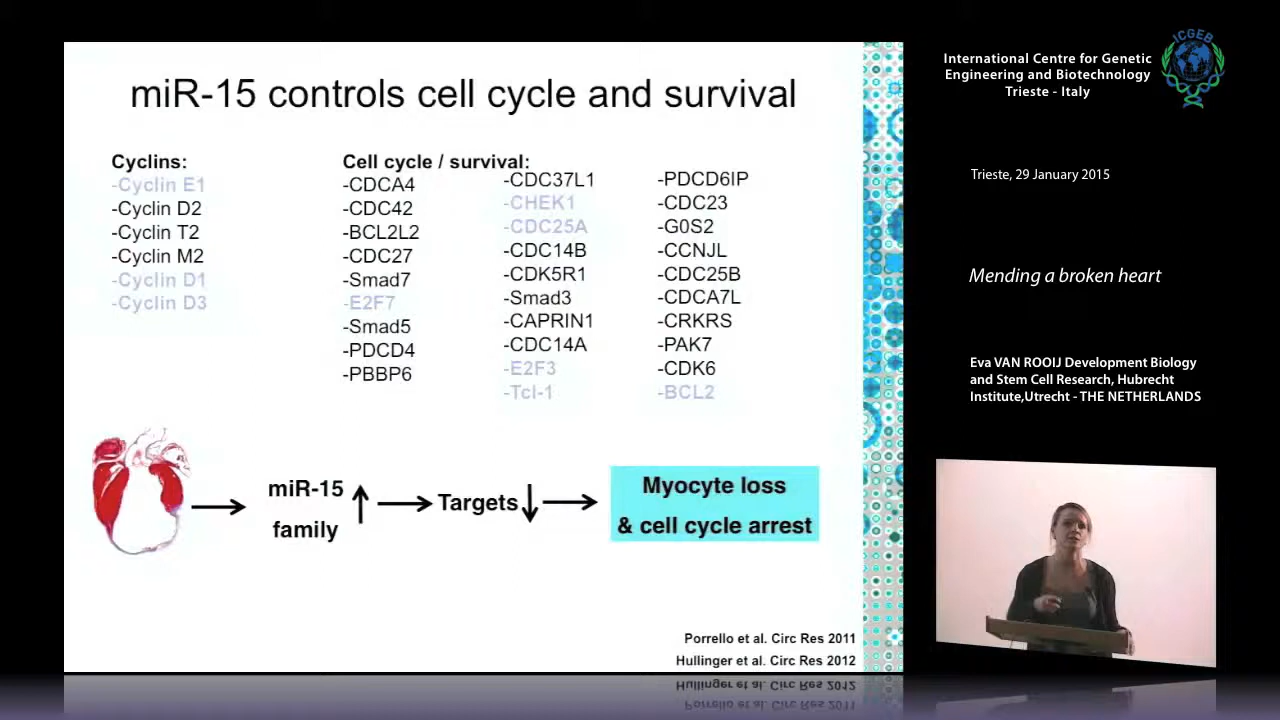 miR-15 controls cell cycle and survival
Cyclins:
-Cyclin E1
-Cyclin D2
-Cyclin T2
-Cyclin M2
-Cyclin D1
-Cyclin D3
Cell cycle / survival:
-CDCA4
-CDC42
-BCL2L2
-CDC27
-Smad7
-E2F7
-Smad5
-PDCD4
-PBBP6
-CDC37L1
-CHEK1
-CDC25A
-CDC14B
-CDK5R1
-Smad3
-CAPRIN1
-CDC14A
-E2F3
-Tcl-1
-PDCD6IP
-CDC23
-G0S2
-CCNJL
-CDC25B
-CDCA7L
-CRKRS
-PAK7
-CDK6
-BCL2
miR-15
family
Targets
Myocyte loss
& cell cycle arrest
Porrello et al. Circ Res 2011
Hullinger et al. Circ Res 2012
International Centre for Genetic
Engineering and Biotechnology
Trieste - Italy
ICGEB
Trieste, 29 January 2015
Mending a broken heart
Eva VAN ROOIJ Development Biology
and Stem Cell Research, Hubrecht
Institute,Utrecht - THE NETHERLANDS